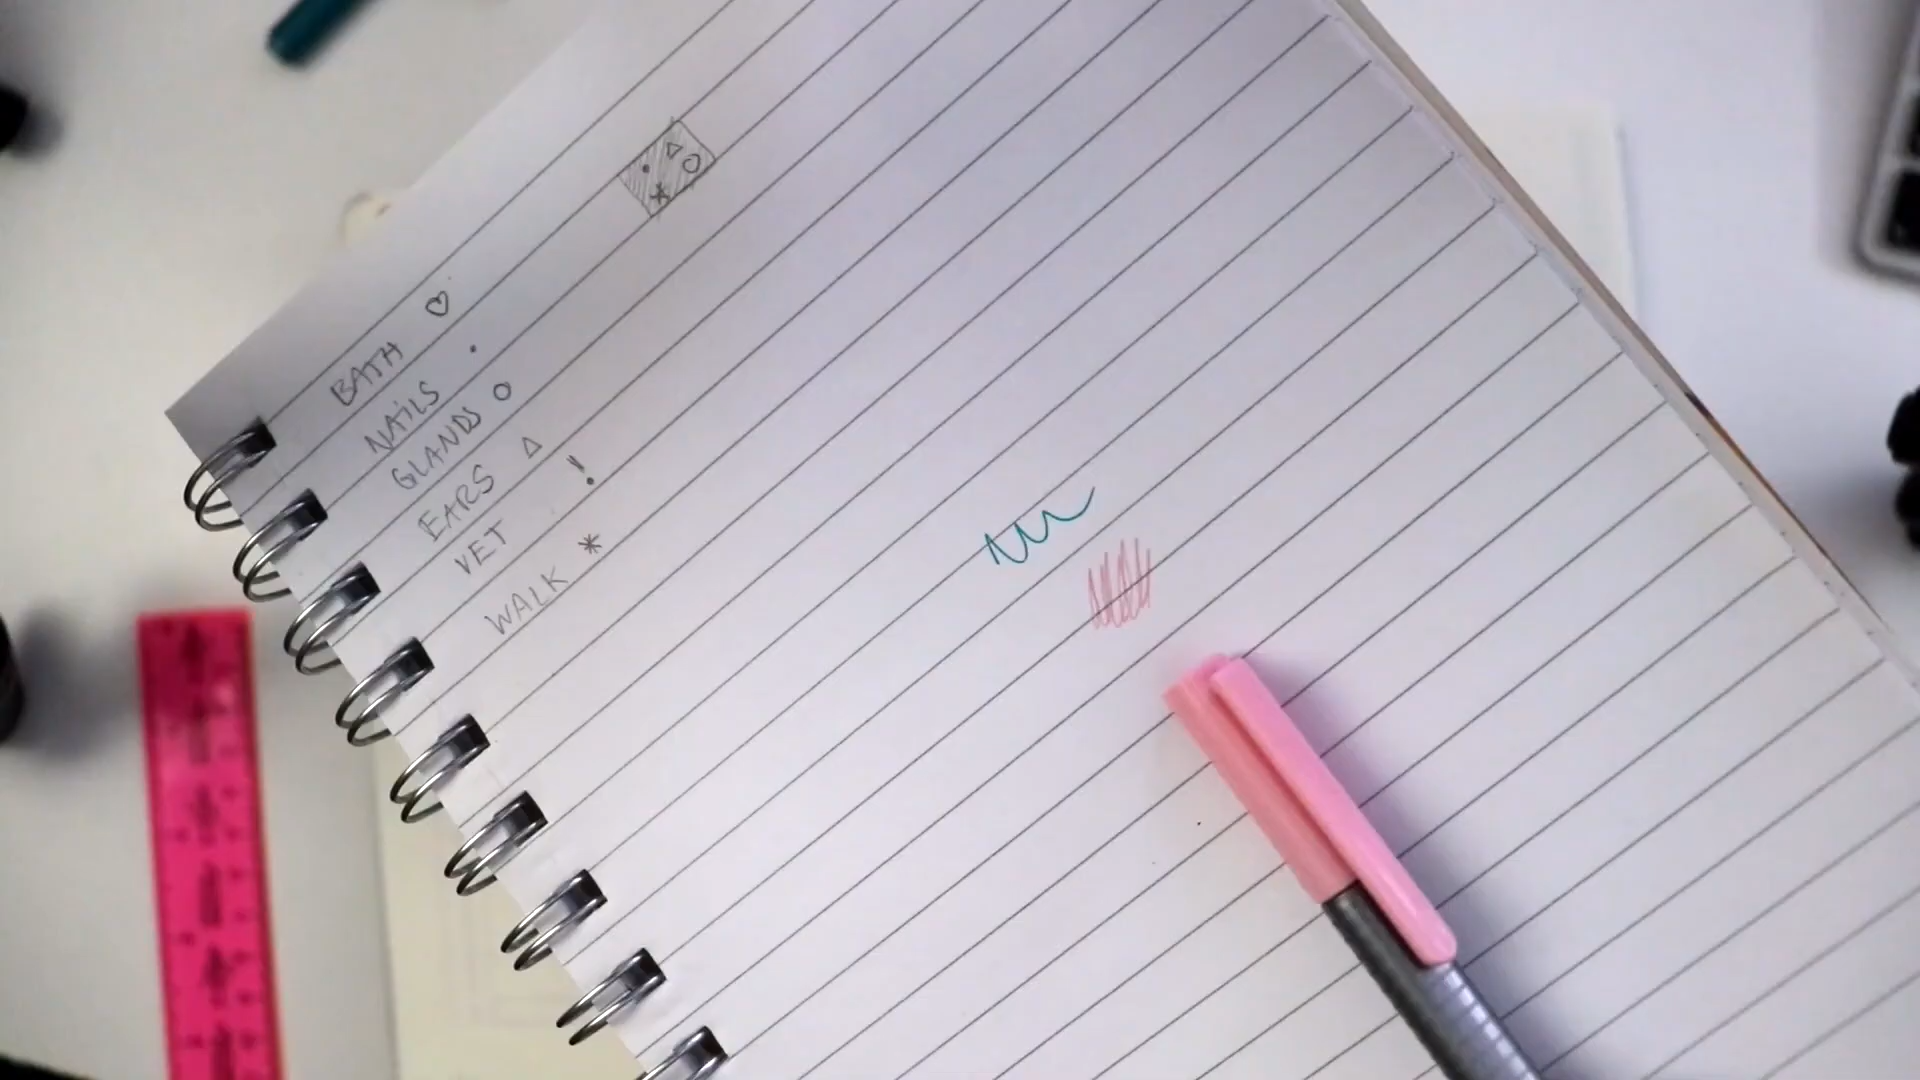 BATH ♡
NAILS .
GLANDS ○
EARS △
VET !
WALK *